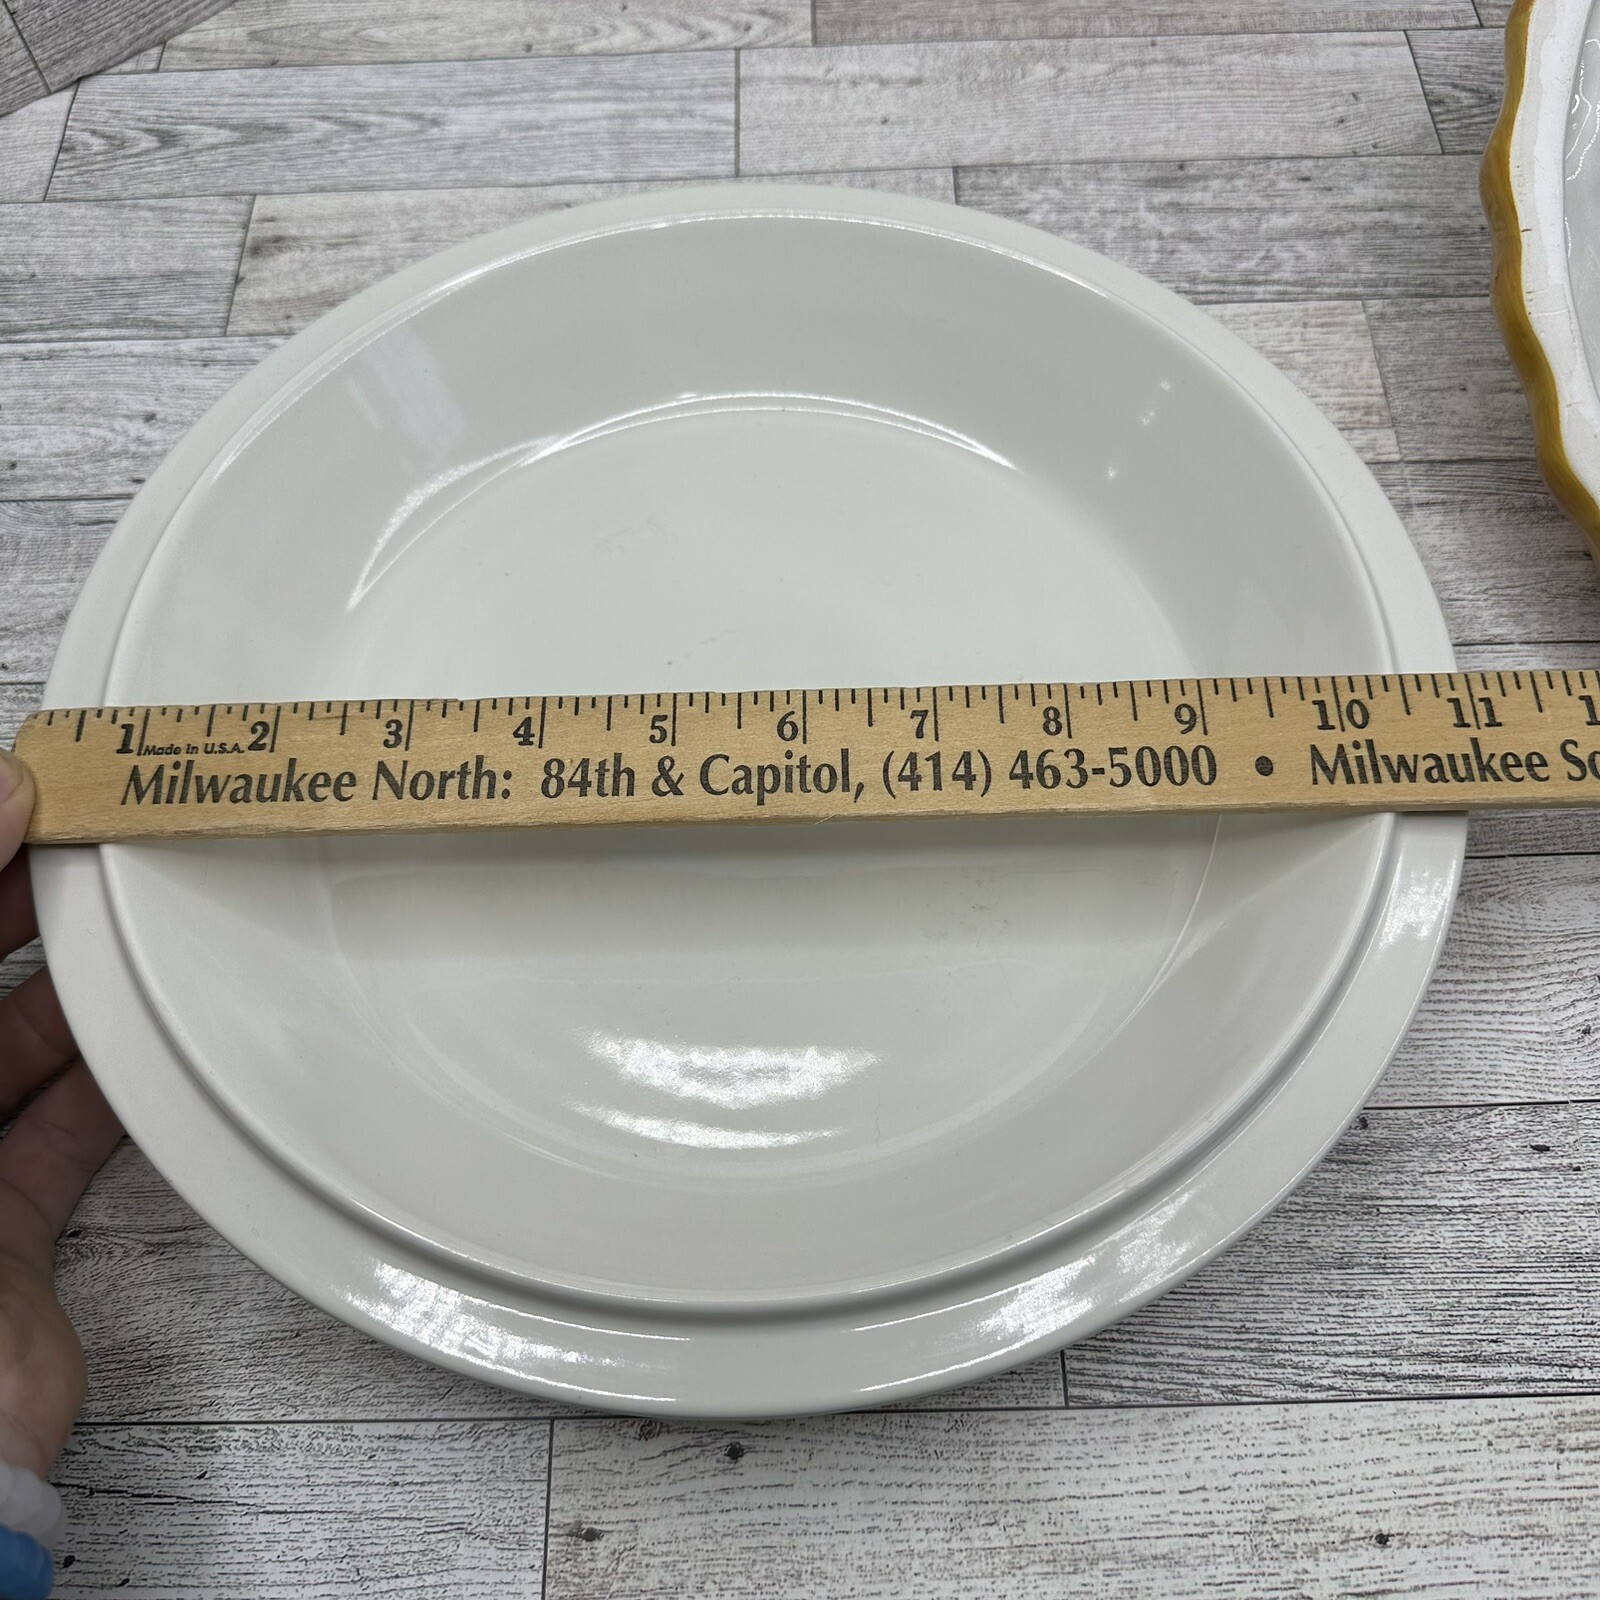 1 2 3 4 5 6 7 8 9 10 11 1
Made in U.S.A.
Milwaukee North: 84th & Capitol, (414) 463-5000 • Milwaukee So